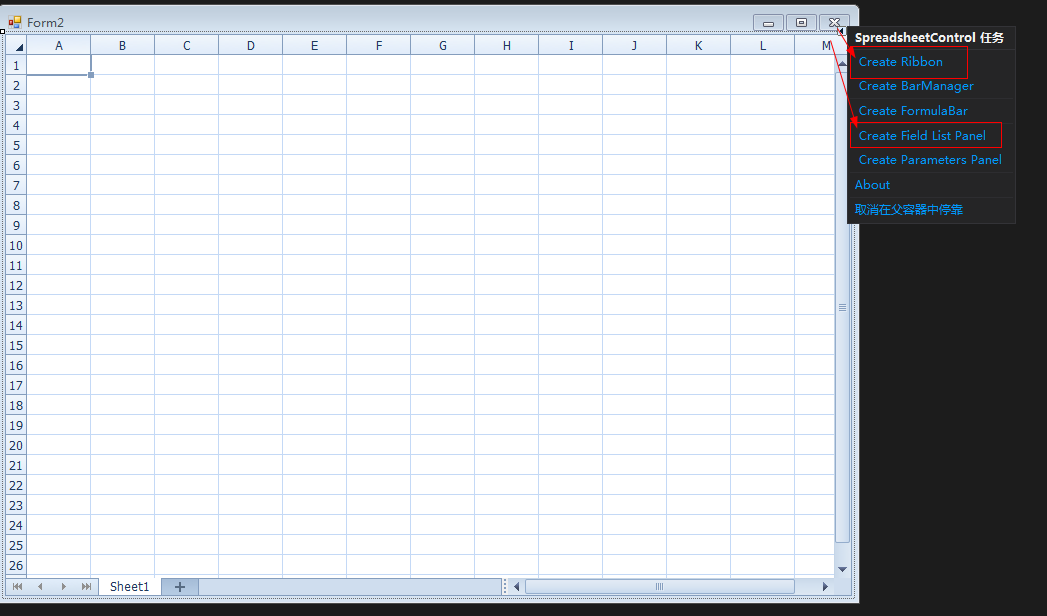 Form2
SpreadsheetControl 任务
Create Ribbon
Create BarManager
Create FormulaBar
Create Field List Panel
Create Parameters Panel
About
取消在父容器中停靠
A B C D E F G H I J K L M
1
2
3
4
5
6
7
8
9
10
11
12
13
14
15
16
17
18
19
20
21
22
23
24
25
26
Sheet1